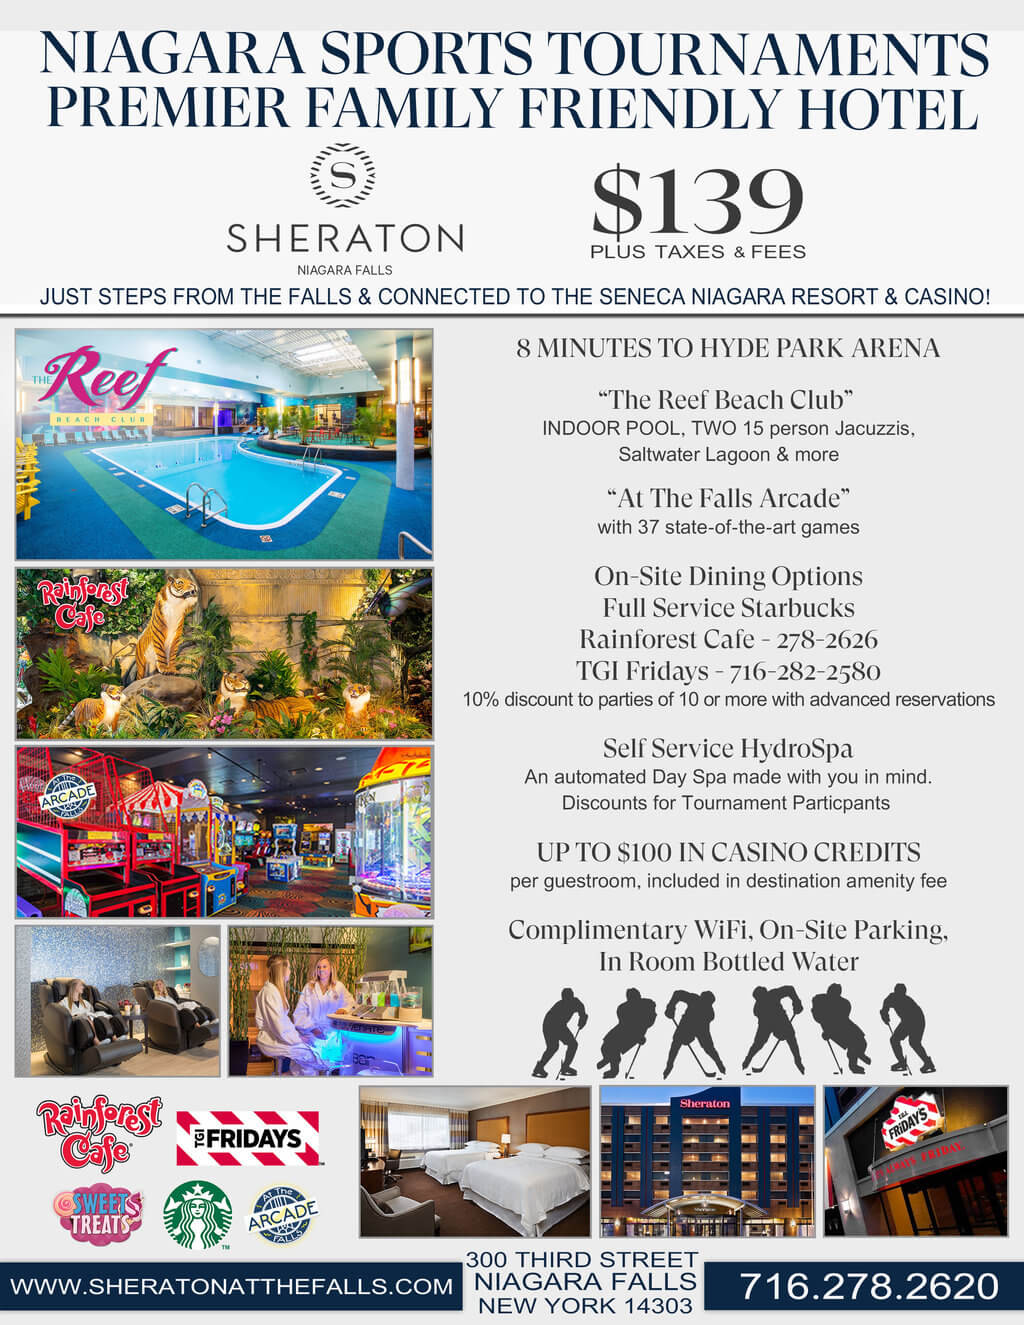 NIAGARA SPORTS TOURNAMENTS
PREMIER FAMILY FRIENDLY HOTEL
S
SHERATON
NIAGARA FALLS
$139
PLUS TAXES & FEES
JUST STEPS FROM THE FALLS & CONNECTED TO THE SENECA NIAGARA RESORT & CASINO!
THE Reef
BEACH CLUB
8 MINUTES TO HYDE PARK ARENA
“The Reef Beach Club”
INDOOR POOL, TWO 15 person Jacuzzis,
Saltwater Lagoon & more
“At The Falls Arcade”
with 37 state-of-the-art games
Rainforest
Cafe
On-Site Dining Options
Full Service Starbucks
Rainforest Cafe - 278-2626
TGI Fridays - 716-282-2580
10% discount to parties of 10 or more with advanced reservations
AT THE
ARCADE
FALLS
Self Service HydroSpa
An automated Day Spa made with you in mind.
Discounts for Tournament Particpants
UP TO $100 IN CASINO CREDITS
per guestroom, included in destination amenity fee
Complimentary WiFi, On-Site Parking,
In Room Bottled Water
Rainforest
Cafe
TGI FRIDAYS
SWEET
TREATS
TM
At The
ARCADE
FALLS
Sheraton
T.G.I.
FRIDAY'S
WWW.SHERATONATTHEFALLS.COM
300 THIRD STREET
NIAGARA FALLS
NEW YORK 14303
716.278.2620